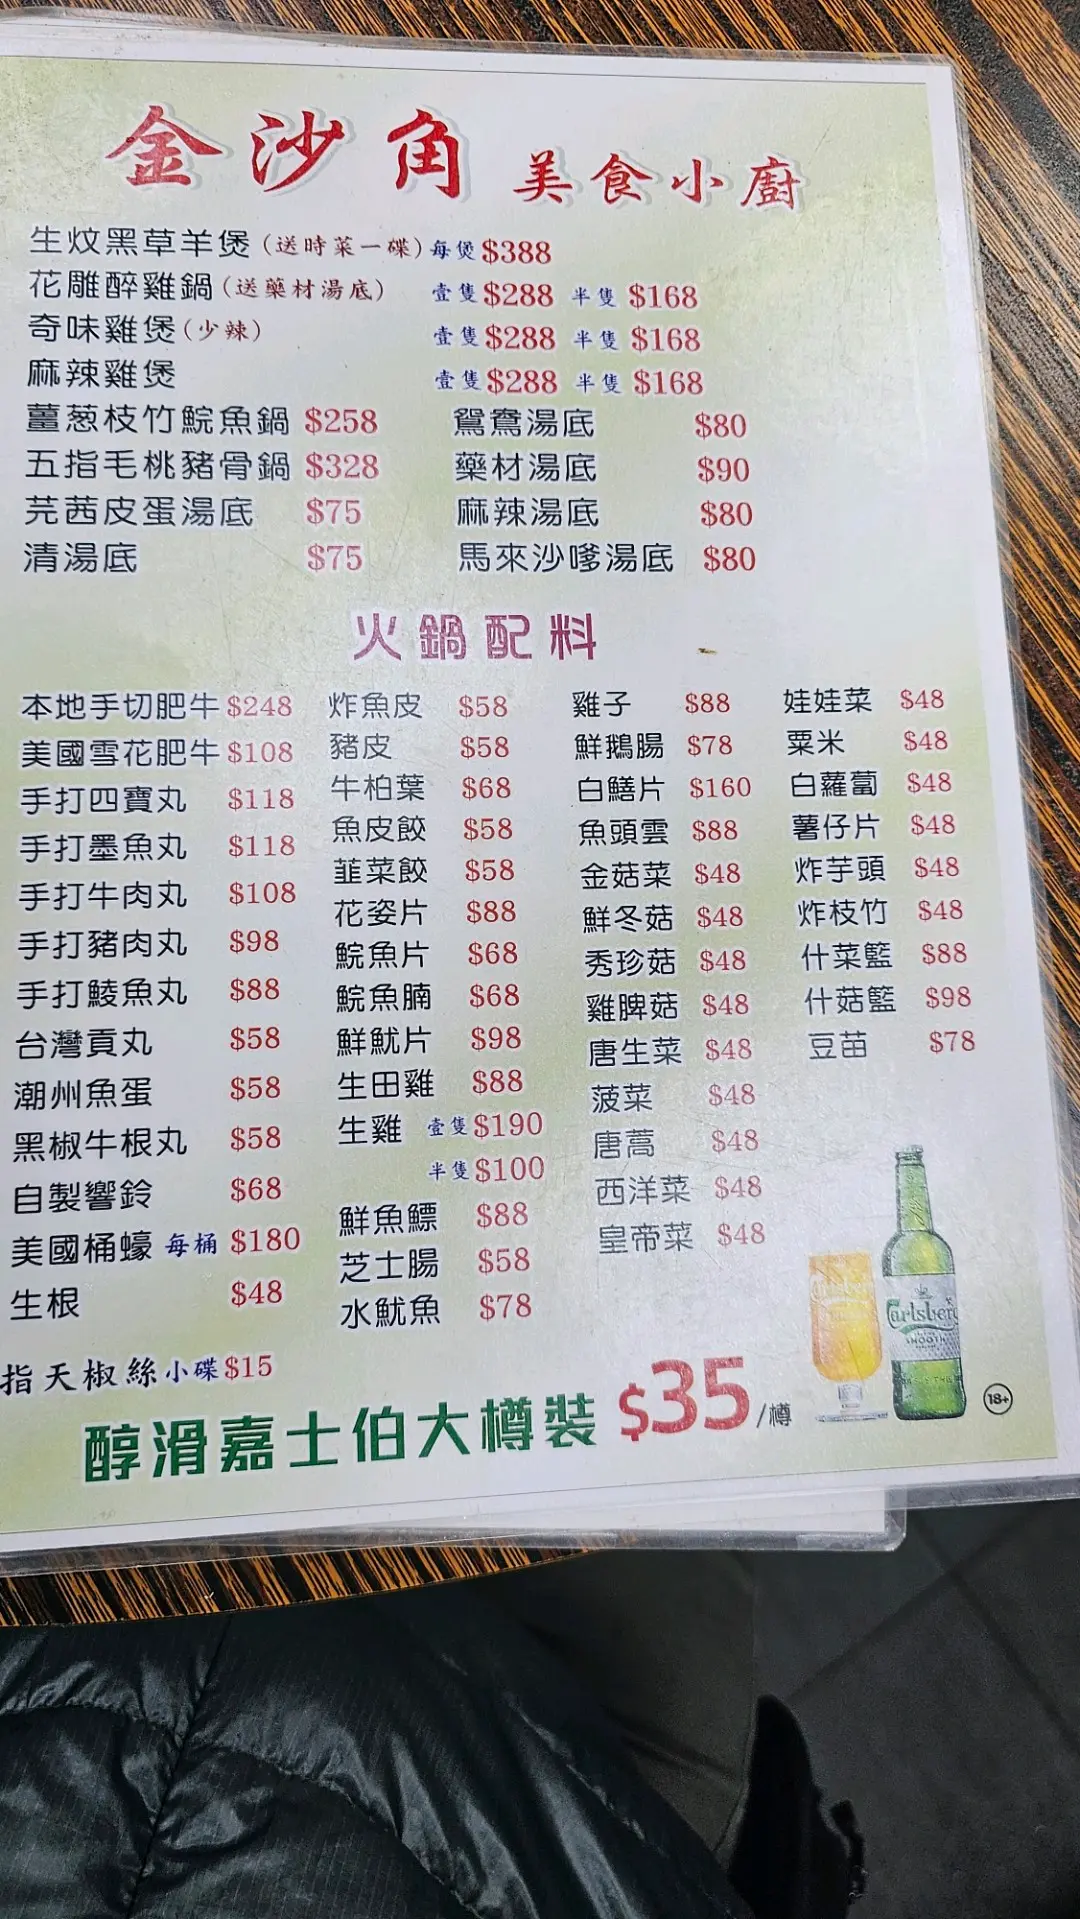 金沙角 美食小廚
生炆黑草羊煲(送時菜一碟)每煲$388
花雕醉雞鍋(送藥材湯底) 壹隻$288 半隻$168
奇味雞煲(少辣) 壹隻$288 半隻$168
麻辣雞煲 壹隻$288 半隻$168
薑葱枝竹鯇魚鍋 $258
五指毛桃豬骨鍋 $328
芫茜皮蛋湯底 $75
清湯底 $75
鴛鴦湯底 $80
藥材湯底 $90
麻辣湯底 $80
馬來沙嗲湯底 $80
火鍋配料
本地手切肥牛 $248
美國雪花肥牛 $108
手打四寶丸 $118
手打墨魚丸 $118
手打牛肉丸 $108
手打豬肉丸 $98
手打鯪魚丸 $88
台灣貢丸 $58
潮州魚蛋 $58
黑椒牛根丸 $58
自製響鈴 $68
美國桶蠔 每桶 $180
生根 $48
指天椒絲小碟$15
炸魚皮 $58
豬皮 $58
牛柏葉 $68
魚皮餃 $58
韮菜餃 $58
花姿片 $88
鯇魚片 $68
鯇魚腩 $68
鮮魷片 $98
生田雞 $88
生雞 壹隻$190
半隻$100
鮮魚鰾 $88
芝士腸 $58
水魷魚 $78
雞子 $88
鮮鵝腸 $78
白鱔片 $160
魚頭雲 $88
金菇菜 $48
鮮冬菇 $48
秀珍菇 $48
雞脾菇 $48
唐生菜 $48
菠菜 $48
唐蒿 $48
西洋菜 $48
皇帝菜 $48
娃娃菜 $48
粟米 $48
白蘿蔔 $48
薯仔片 $48
炸芋頭 $48
炸枝竹 $48
什菜籃 $88
什菇籃 $98
豆苗 $78
Carlsberg
SMOOTH
18+
醇滑嘉士伯大樽裝 $35/樽